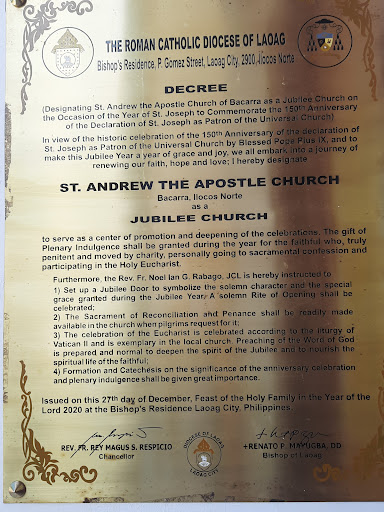 THE ROMAN CATHOLIC DIOCESE OF LAOAG
Bishop's Residence, P. Gomez Street, Laoag City, 2900, Ilocos Norte
DECREE
(Designating St. Andrew the Apostle Church of Bacarra as a Jubilee Church on
the Occasion of the Year of St. Joseph to Commemorate the 150th Anniversary
of the Declaration of St. Joseph as Patron of the Universal Church)
In view of the historic celebration of the 150th Anniversary of the declaration of
St. Joseph as Patron of the Universal Church by Blessed Pope Pius IX, and to
make this Jubilee Year a year of grace and joy, we all embark into a journey of
renewing our faith, hope and love; I hereby designate
ST. ANDREW THE APOSTLE CHURCH
Bacarra, Ilocos Norte
as a
JUBILEE CHURCH
to serve as a center of promotion and deepening of the celebrations. The gift of
Plenary Indulgence shall be granted during the year for the faithful who, truly
penitent and moved by charity, personally going to sacramental confession and
participating in the Holy Eucharist.
Furthermore, the Rev. Fr. Noel Ian G. Rabago, JCL is hereby instructed to
1) Set up a Jubilee Door to symbolize the solemn character and the special
grace granted during the Jubilee Year. A solemn Rite of Opening shall be
celebrated;
2) The Sacrament of Reconciliation and Penance shall be readily made
available in the church when pilgrims request for it;
3) The celebration of the Eucharist is celebrated according to the liturgy of
Vatican II and is exemplary in the local church. Preaching of the Word of God
is prepared and normal to deepen the spirit of the Jubilee and to nourish the
spiritual life of the faithful;
4) Formation and Catechesis on the significance of the anniversary celebration
and plenary indulgence shall be given great importance.
Issued on this 27th day of December, Feast of the Holy Family in the Year of the
Lord 2020 at the Bishop's Residence Laoag City, Philippines.
REV. FR. REY MAGUS S. RESPICIO
Chancellor
DIOCESE OF LAOAG
LAOAG CITY
+RENATO P. MAYUGBA, DD
Bishop of Laoag